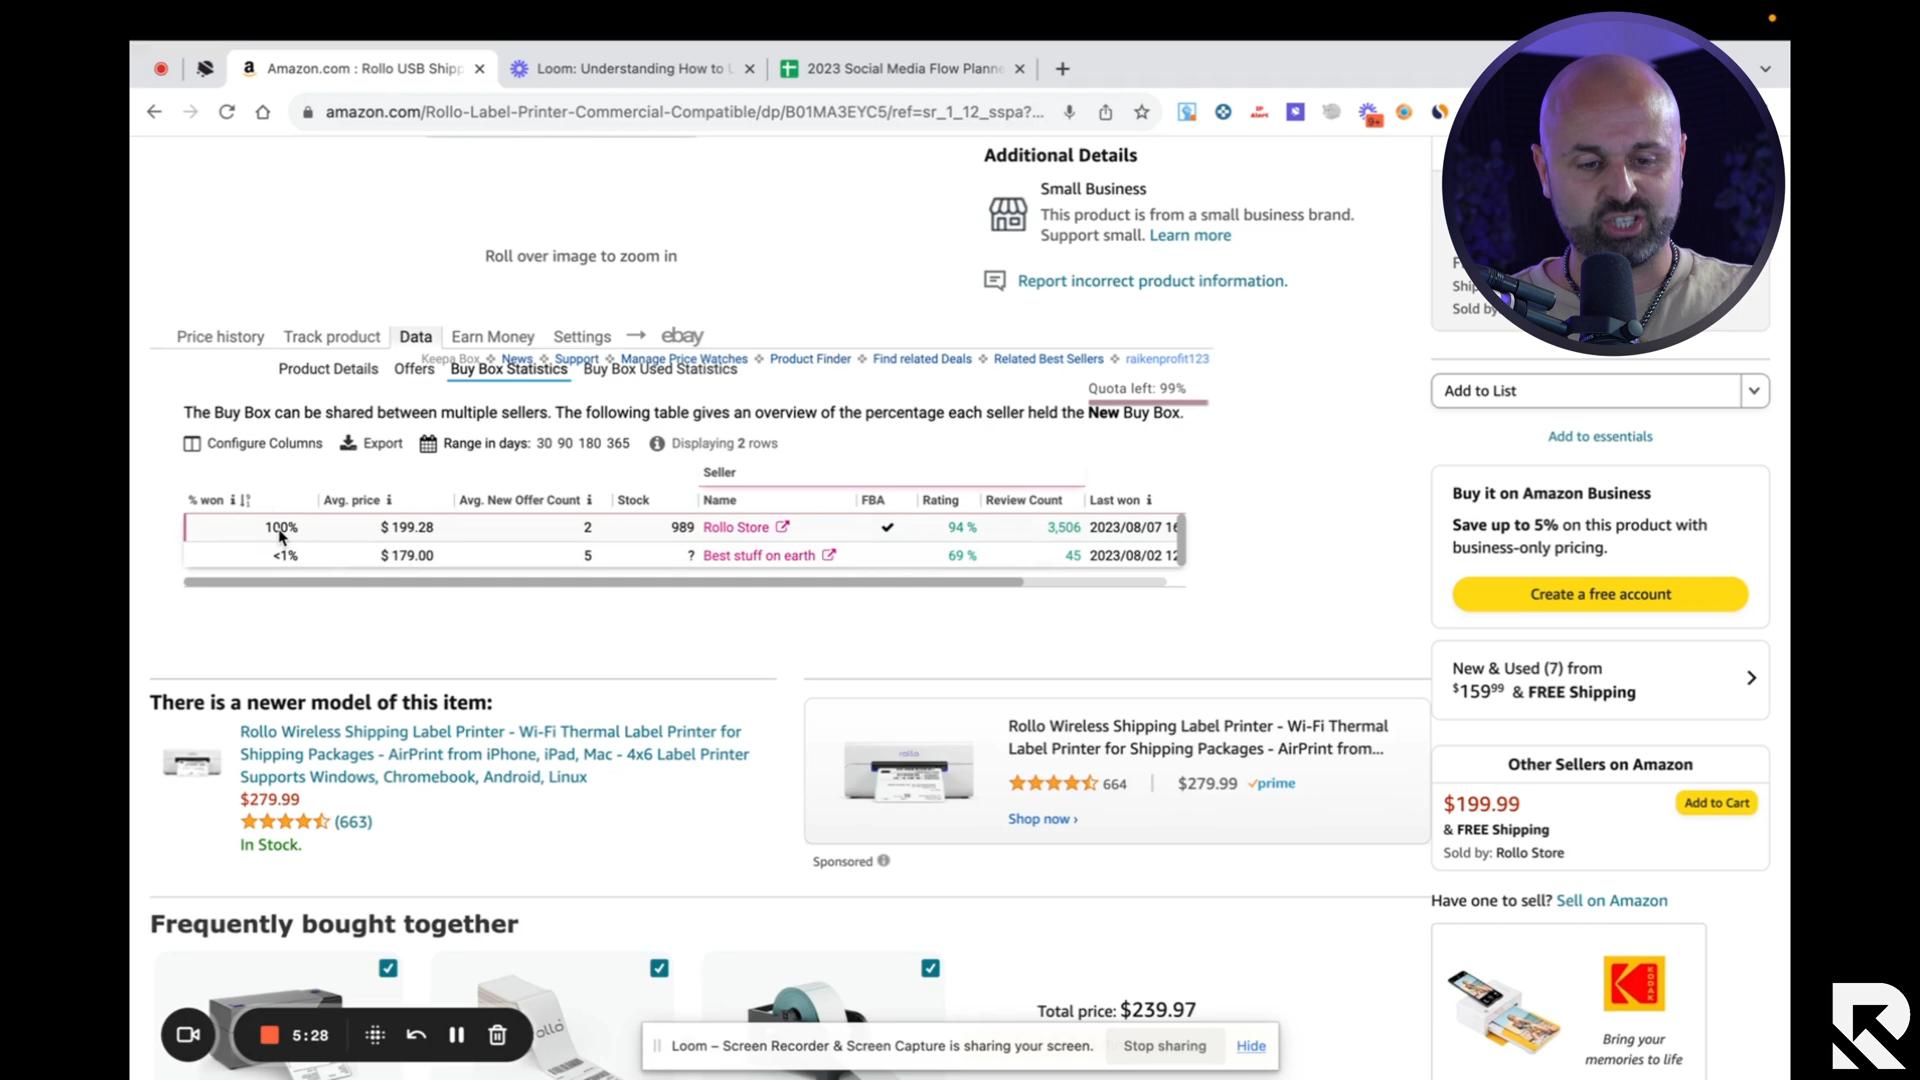 Amazon.com : Rollo USB Shipp
Loom: Understanding How to U
2023 Social Media Flow Planne
amazon.com/Rollo-Label-Printer-Commercial-Compatible/dp/B01MA3EYC5/ref=sr_1_12_sspa?...
9+
Additional Details
Small Business
This product is from a small business brand.
Support small. Learn more
Roll over image to zoom in
Report incorrect product information.
Ship
Sold by
Price history Track product Data Earn Money Settings → ebay
Keepa Box News Support Manage Price Watches Product Finder Find related Deals Related Best Sellers raikenprofit123
Product Details Offers Buy Box Statistics Buy Box Used Statistics
Quota left: 99%
The Buy Box can be shared between multiple sellers. The following table gives an overview of the percentage each seller held the New Buy Box.
Configure Columns Export Range in days: 30 90 180 365 Displaying 2 rows
Seller
% won Avg. price Avg. New Offer Count Stock Name FBA Rating Review Count Last won
100% $ 199.28 2 989 Rollo Store ✔ 94 % 3,506 2023/08/07 16
<1% $ 179.00 5 ? Best stuff on earth 69 % 45 2023/08/02 12
Add to List
Add to essentials
Buy it on Amazon Business
Save up to 5% on this product with
business-only pricing.
Create a free account
New & Used (7) from
$159.99 & FREE Shipping
Other Sellers on Amazon
$199.99
Add to Cart
& FREE Shipping
Sold by: Rollo Store
Have one to sell? Sell on Amazon
There is a newer model of this item:
Rollo Wireless Shipping Label Printer - Wi-Fi Thermal Label Printer for
Shipping Packages - AirPrint from iPhone, iPad, Mac - 4x6 Label Printer
Supports Windows, Chromebook, Android, Linux
$279.99
(663)
In Stock.
rollo
Rollo Wireless Shipping Label Printer - Wi-Fi Thermal
Label Printer for Shipping Packages - AirPrint from...
664 | $279.99 prime
Shop now ›
Sponsored
Frequently bought together
Total price: $239.97
rollo
5:28
Loom – Screen Recorder & Screen Capture is sharing your screen.
Stop sharing
Hide
KODAK
Bring your
memories to life